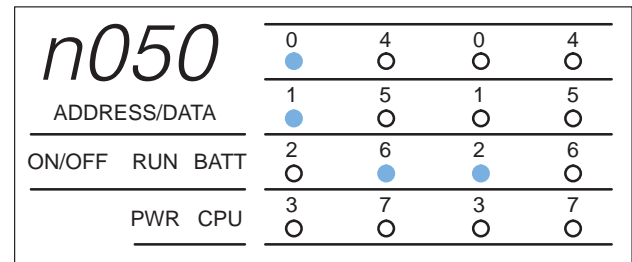 n050
0 4 0 4
ADDRESS/DATA
1 5 1 5
ON/OFF RUN BATT
2 6 2 6
PWR CPU
3 7 3 7